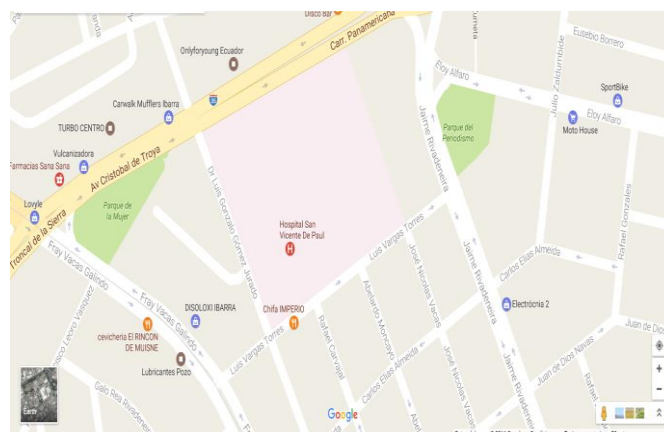 Disco Bar
Carr. Panamericana
Onlyforyoung Ecuador
Eusebio Borrero
Eloy Alfaro
Julio Zaldumbide
SportBike
Carwalk Mufflers Ibarra
35
Eloy Alfaro
Moto House
TURBO CENTRO
Parque del
Periodismo
Vulcanizadora
Av Cristobal de Troya
Jaime Rivadeneira
Farmacias Sana Sana
Dr Luis Gonzalo Gómez Jurado
Rafael Gonzales
Lovyle
Parque de
la Mujer
Hospital San
Vicente De Paul
H
Luis Vargas Torres
Troncal de la Sierra
Fray Vacas Galindo
José Nicolas Vacas
Jaime Rivadeneira
Carlos Elias Almeida
Abelardo Moncayo
Fray Vacas Galindo
DISOLOXI IBARRA
Chifa IMPERIO
Electrócnia 2
cevicheria El RINCON
DE MUISNE
Rafael Carvajal
Luis Vargas Torres
José Nicolas Vacas
Juan de Dios
Juan de Dios Navas
Lubricantes Pozo
Carlos Elias Almeida
Galo Rea Rivadeneira
Earth
Google